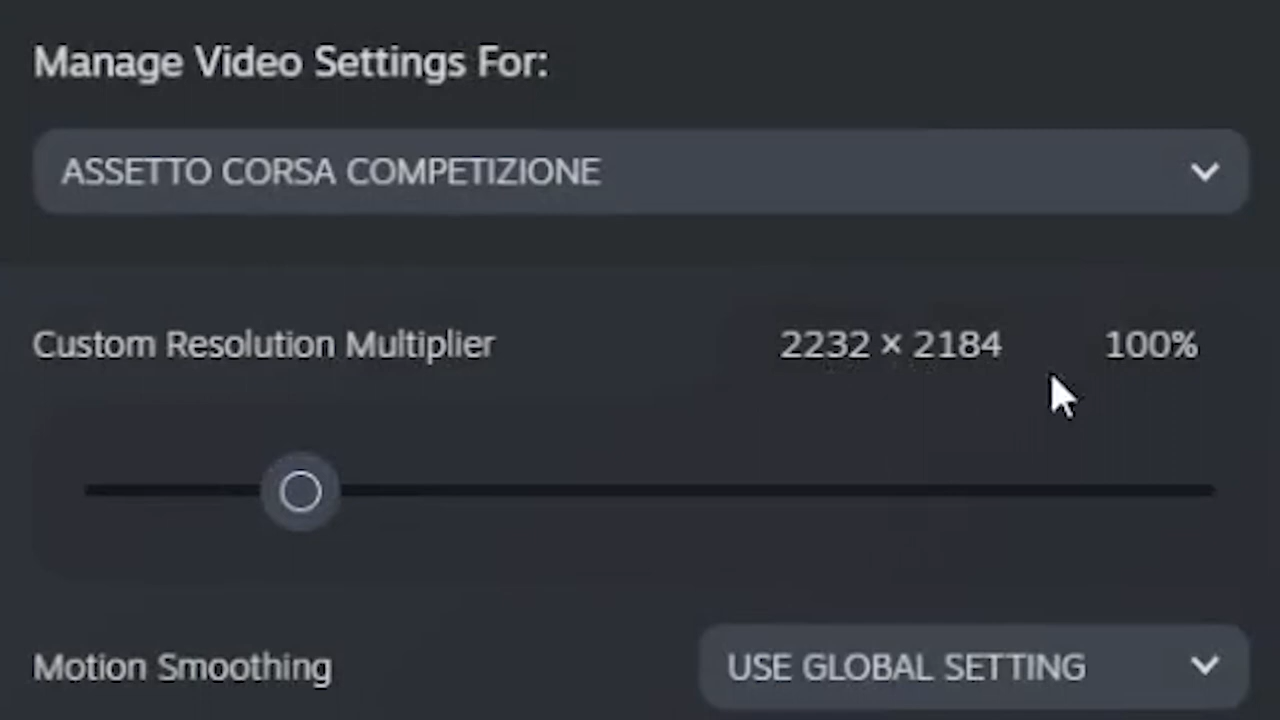 Manage Video Settings For:
ASSETTO CORSA COMPETIZIONE
Custom Resolution Multiplier 2232 × 2184 100%
Motion Smoothing USE GLOBAL SETTING